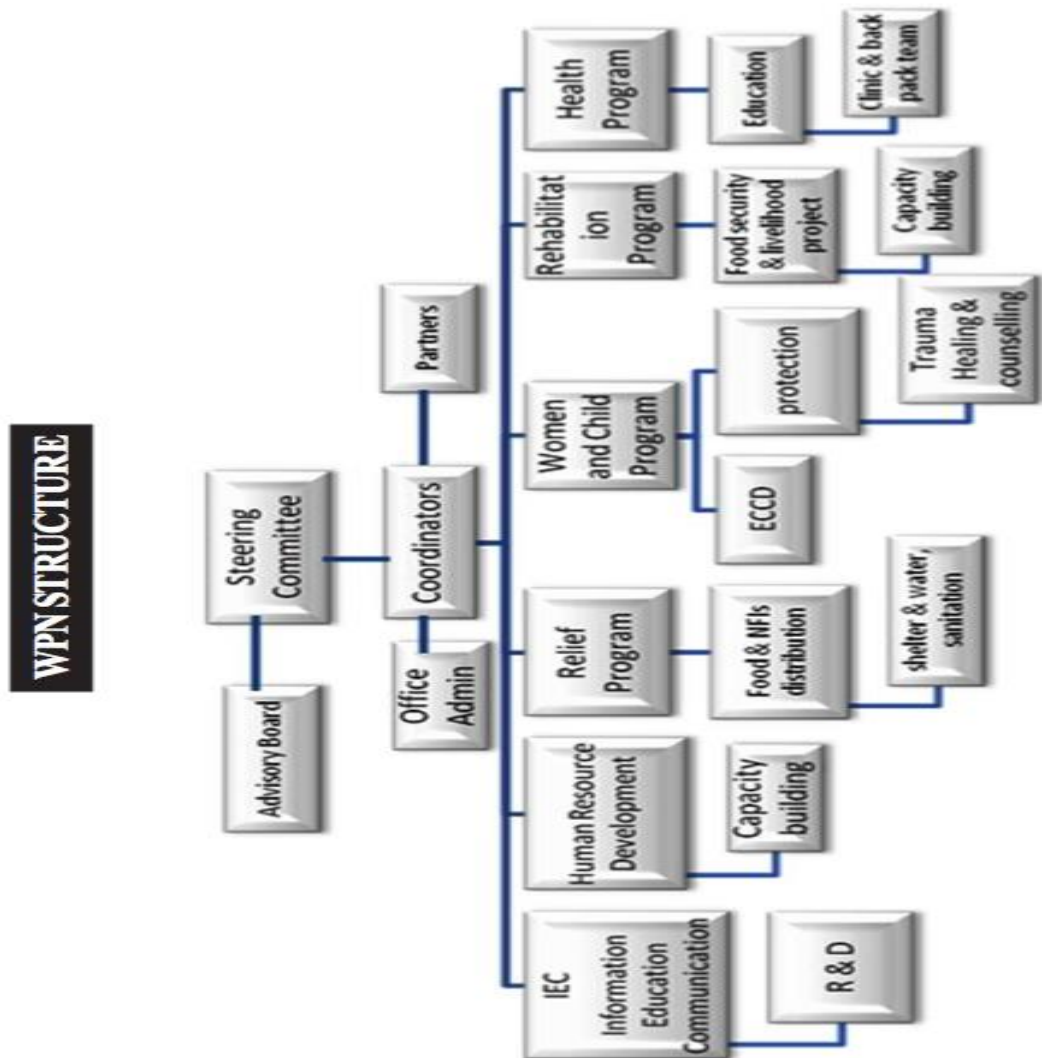 WPN STRUCTURE
Advisory Board
Steering
Committee
Office
Admin
Coordinators
Partners
IEC
Information
Education
Communication
Human Resource
Development
Relief
Program
Women
and Child
Program
Rehabilitat
ion
Program
Health
Program
R & D
Capacity
building
Food & NFIs
distribution
shelter & water,
sanitation
ECCD
protection
Trauma
Healing &
counselling
Food security
& livelihood
project
Capacity
building
Education
Clinic & back
pack team